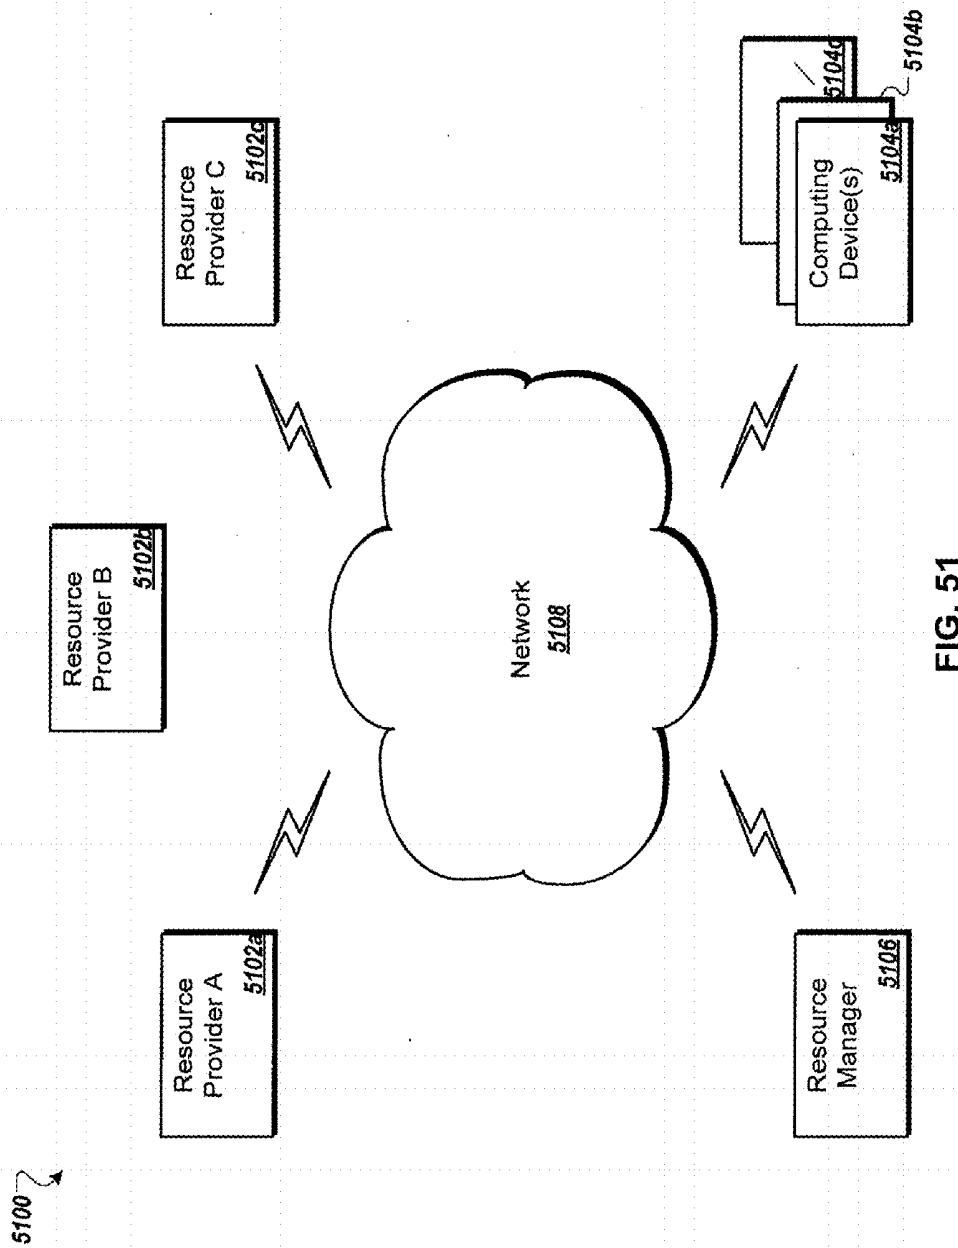 5100
Resource
Provider A
5102a
Resource
Provider B
5102b
Resource
Provider C
5102c
Network
5108
Resource
Manager
5106
Computing
Device(s)
5104a
5104b
5104c
FIG. 51